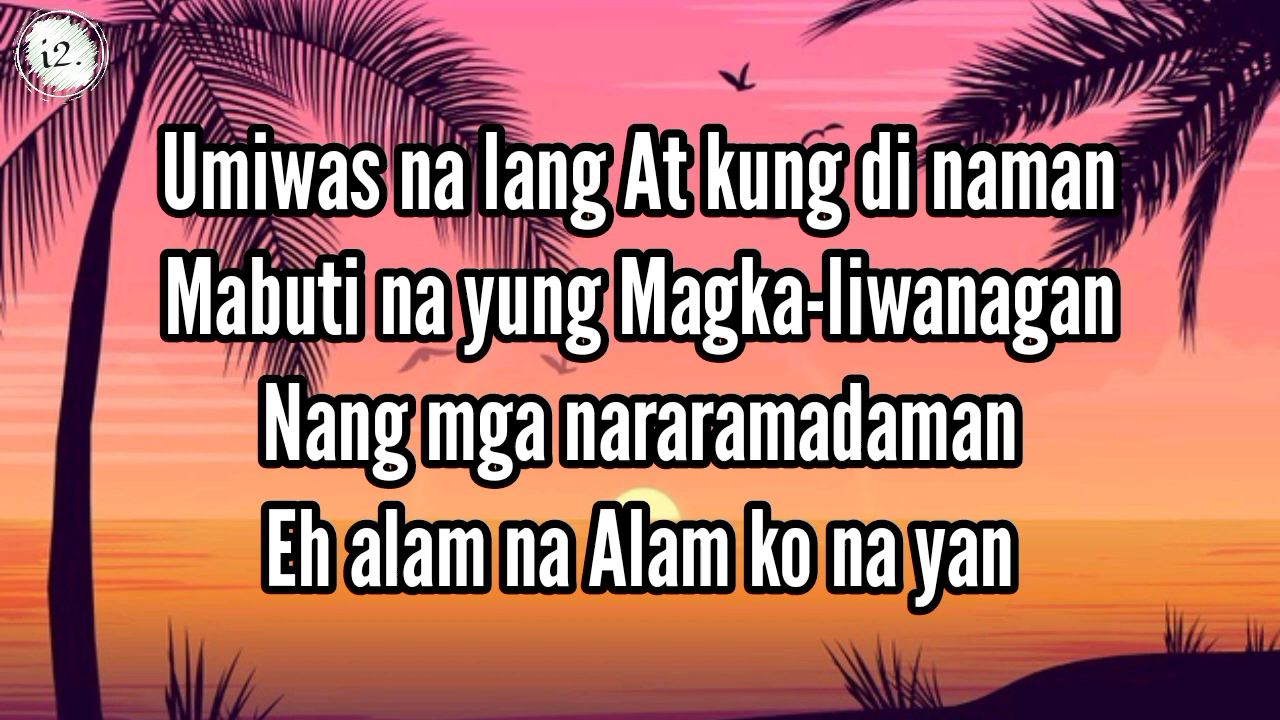 i2.
Umiwas na lang At kung di naman
Mabuti na yung Magka-liwanagan
Nang mga nararamadaman
Eh alam na Alam ko na yan